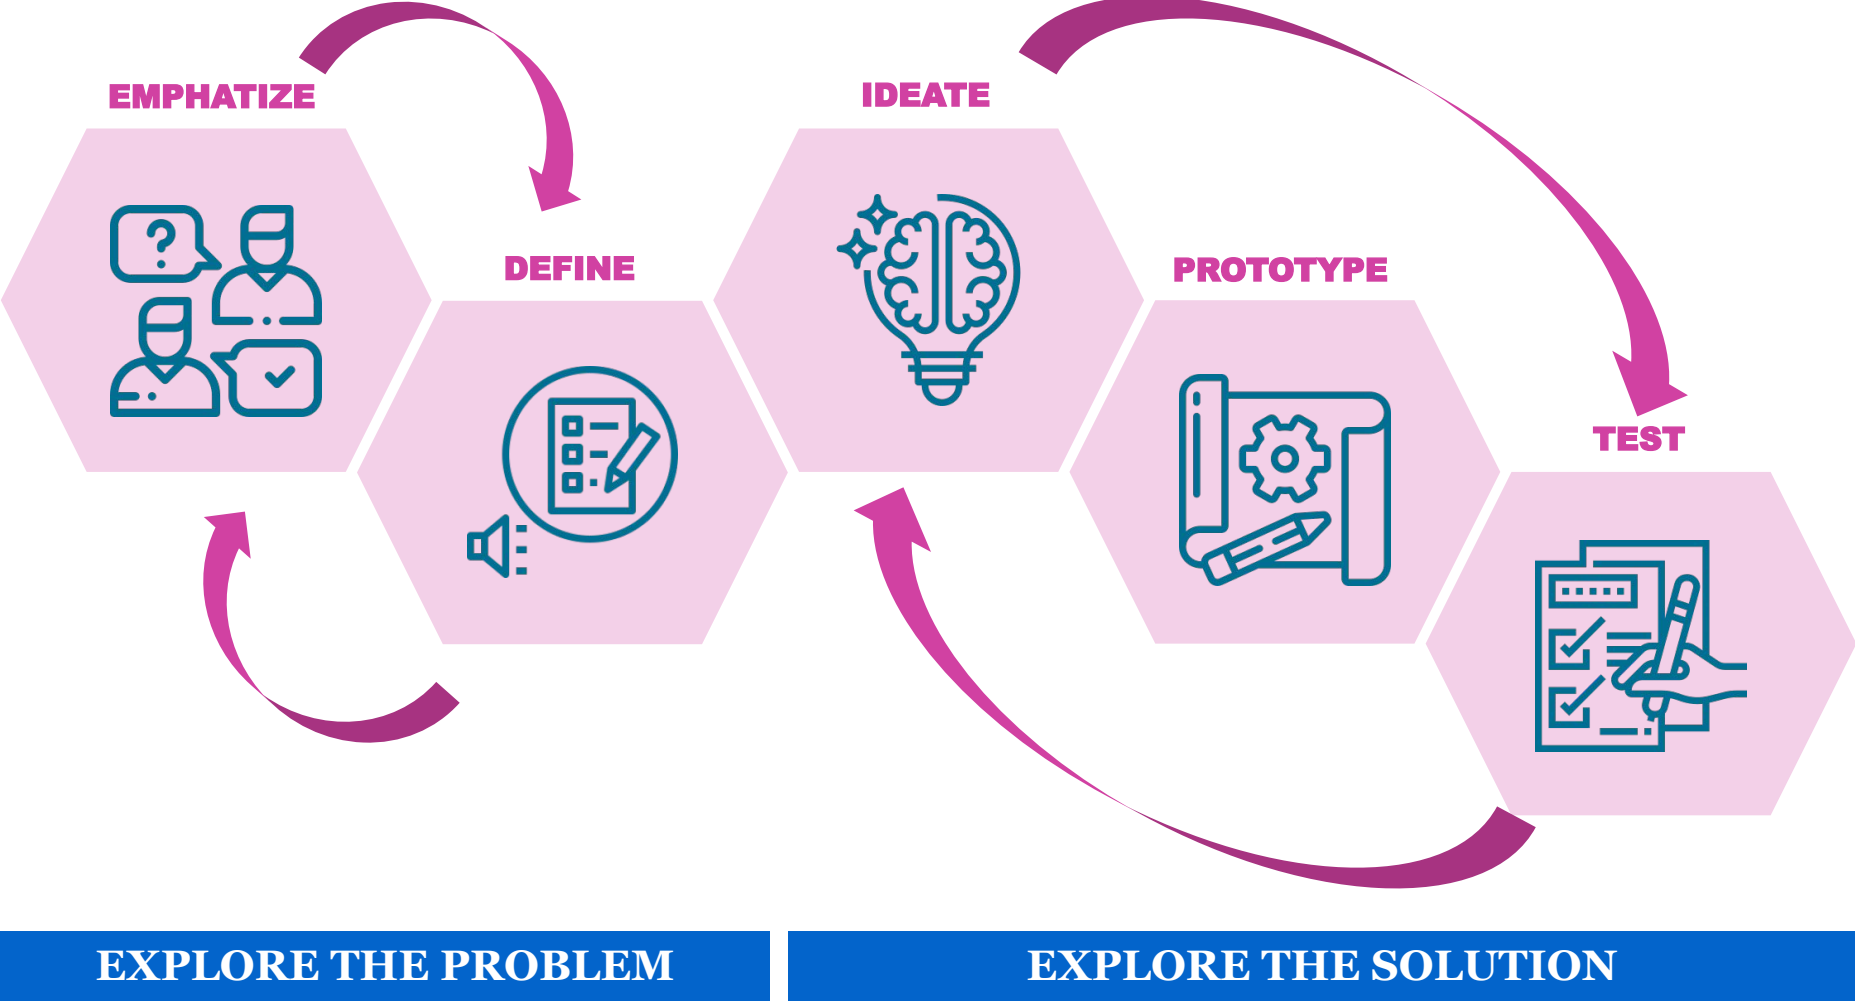 EMPHATIZE
DEFINE
IDEATE
PROTOTYPE
TEST
?
EXPLORE THE PROBLEM
EXPLORE THE SOLUTION